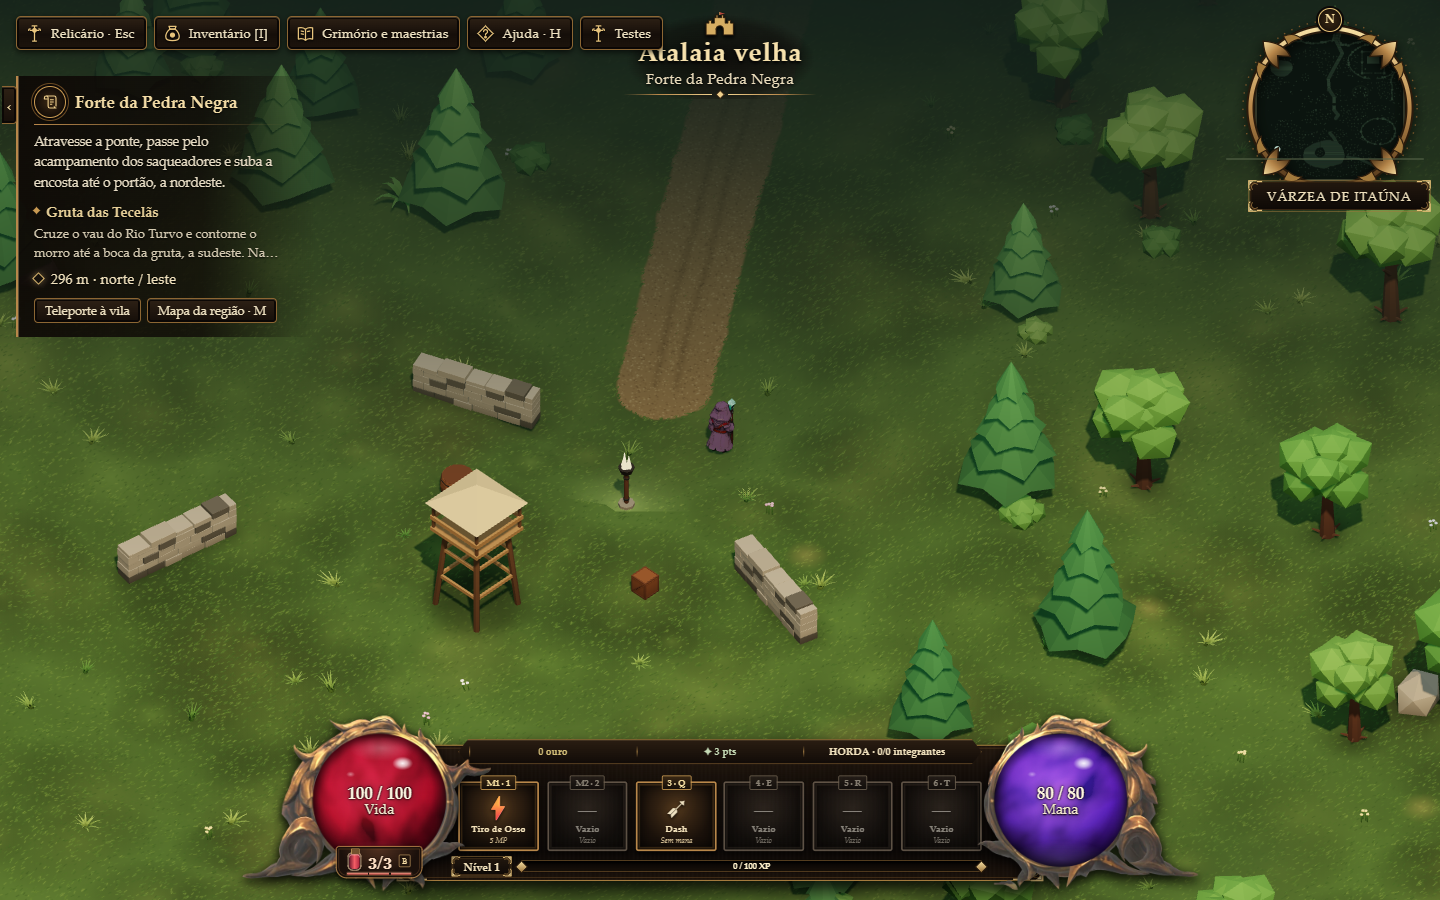 Relicário · Esc
Inventário [I]
Grimório e maestrias
Ajuda · H
Testes
Atalaia velha
Forte da Pedra Negra
N
VÁRZEA DE ITAÚNA
‹
Forte da Pedra Negra
Atravesse a ponte, passe pelo
acampamento dos saqueadores e suba a
encosta até o portão, a nordeste.
Gruta das Tecelãs
Cruze o vau do Rio Turvo e contorne o
morro até a boca da gruta, a sudeste. Na…
296 m · norte / leste
Teleporte à vila
Mapa da região · M
0 ouro
3 pts
HORDA · 0/0 integrantes
100 / 100
Vida
3/3
B
M1 · 1
Tiro de Osso
5 MP
M2 · 2
Vazio
Vazio
3 · Q
Dash
Sem mana
4 · E
Vazio
Vazio
5 · R
Vazio
Vazio
6 · T
Vazio
Vazio
80 / 80
Mana
Nível 1
0 / 100 XP